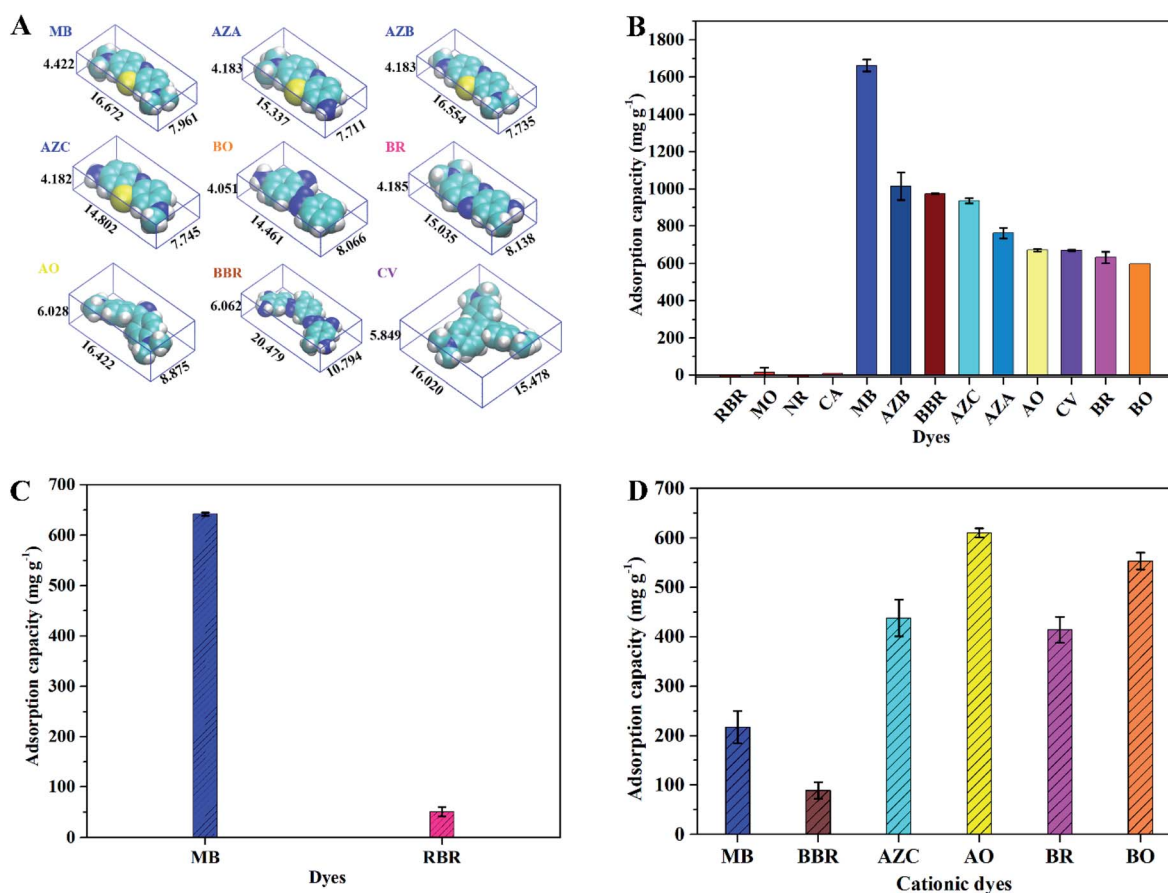 A
MB
AZA
AZB
4.422
16.672
7.961
4.183
15.337
7.711
4.183
16.554
7.735
AZC
BO
BR
4.182
14.802
7.745
4.051
14.461
8.066
4.185
15.035
8.138
AO
BBR
CV
6.028
16.422
8.875
6.062
20.479
10.794
5.849
16.020
15.478
B
Adsorption capacity (mg g⁻¹)
1800
1600
1400
1200
1000
800
600
400
200
0
RBR MO NR CA MB AZB BBR AZC AZA AO CV BR BO
Dyes
C
Adsorption capacity (mg g⁻¹)
700
600
500
400
300
200
100
0
MB RBR
Dyes
D
Adsorption capacity (mg g⁻¹)
700
600
500
400
300
200
100
0
MB BBR AZC AO BR BO
Cationic dyes